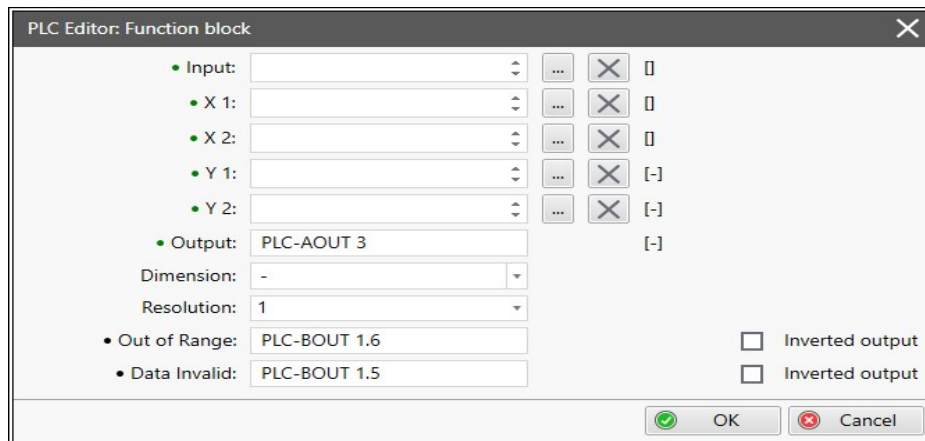 PLC Editor: Function block
• Input: ... []
• X 1: ... []
• X 2: ... []
• Y 1: ... [-]
• Y 2: ... [-]
• Output: PLC-AOUT 3 [-]
Dimension: -
Resolution: 1
• Out of Range: PLC-BOUT 1.6 Inverted output
• Data Invalid: PLC-BOUT 1.5 Inverted output
OK Cancel